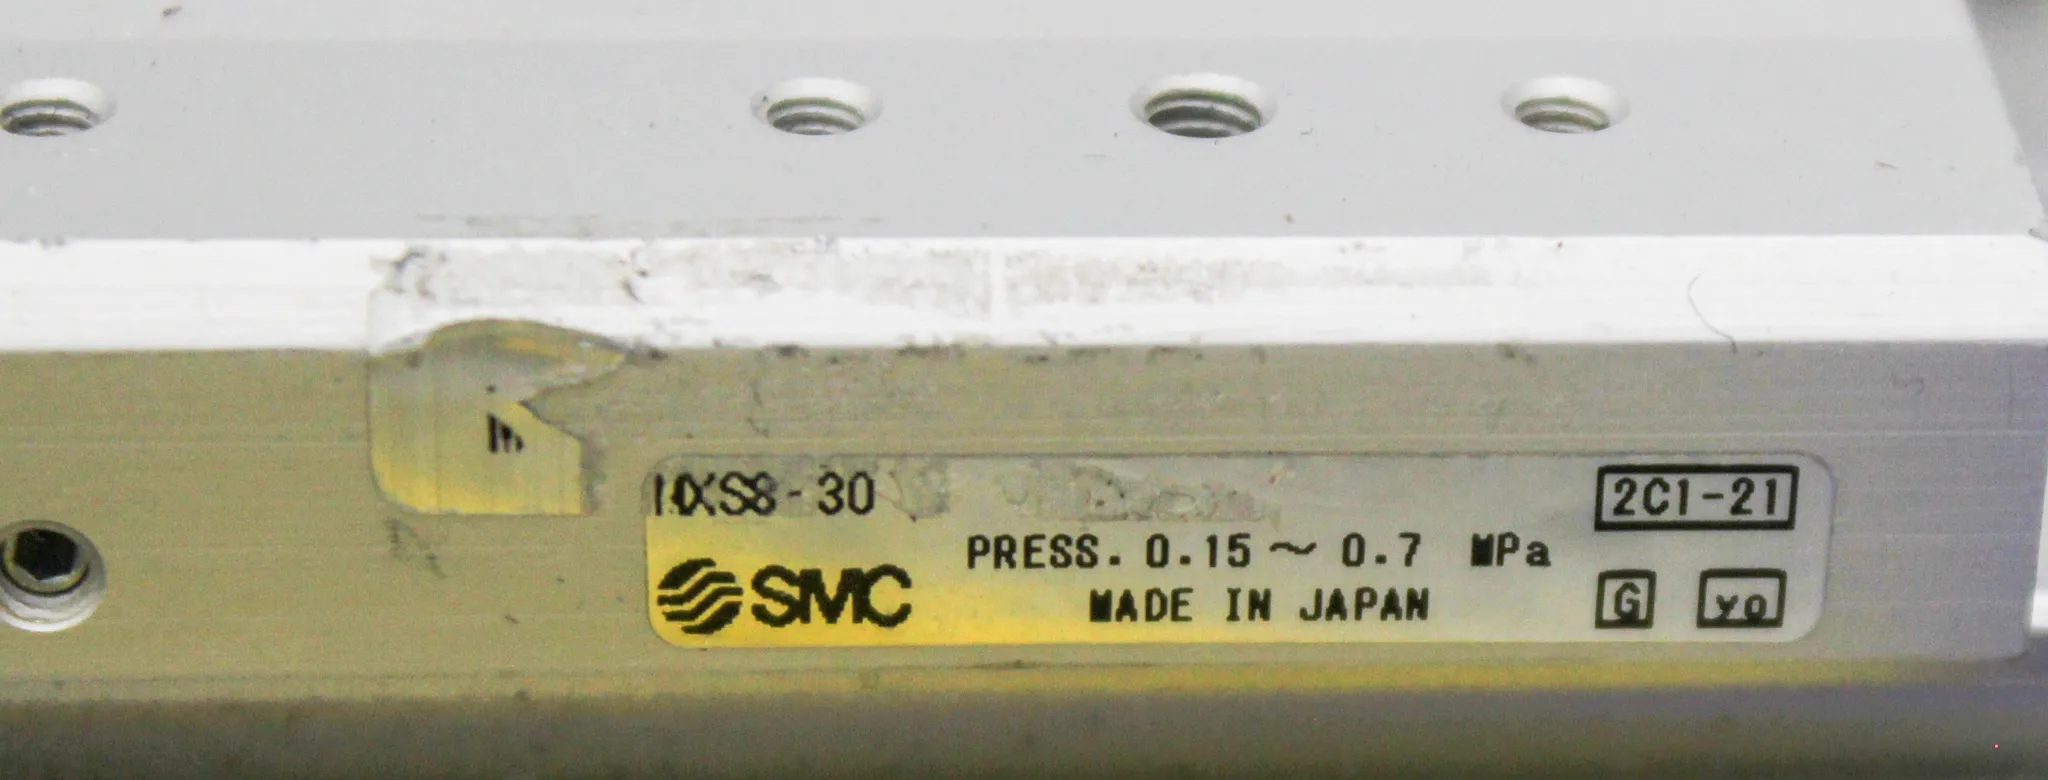 MXS8-30
2C1-21
PRESS. 0.15～0.7 MPa
SMC
MADE IN JAPAN
G yo